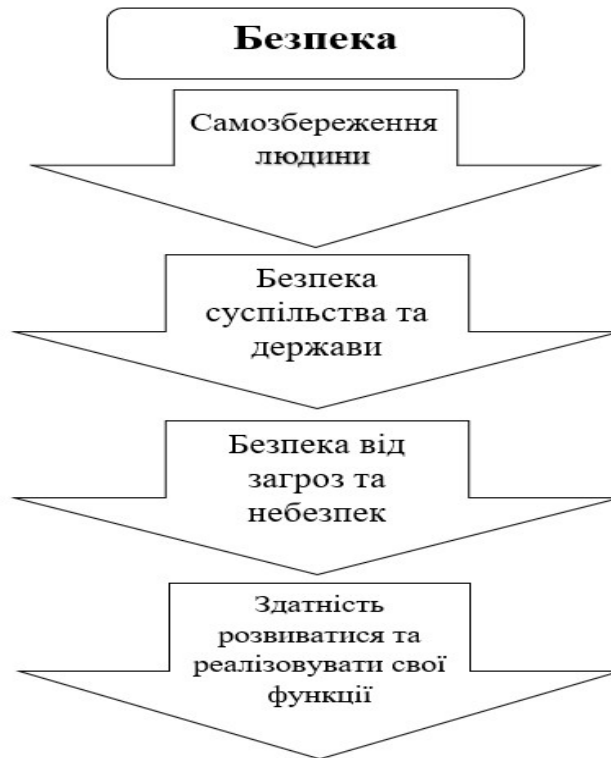 Безпека
Самозбереження
людини
Безпека
суспільства та
держави
Безпека від
загроз та
небезпек
Здатність
розвиватися та
реалізовувати свої
функції